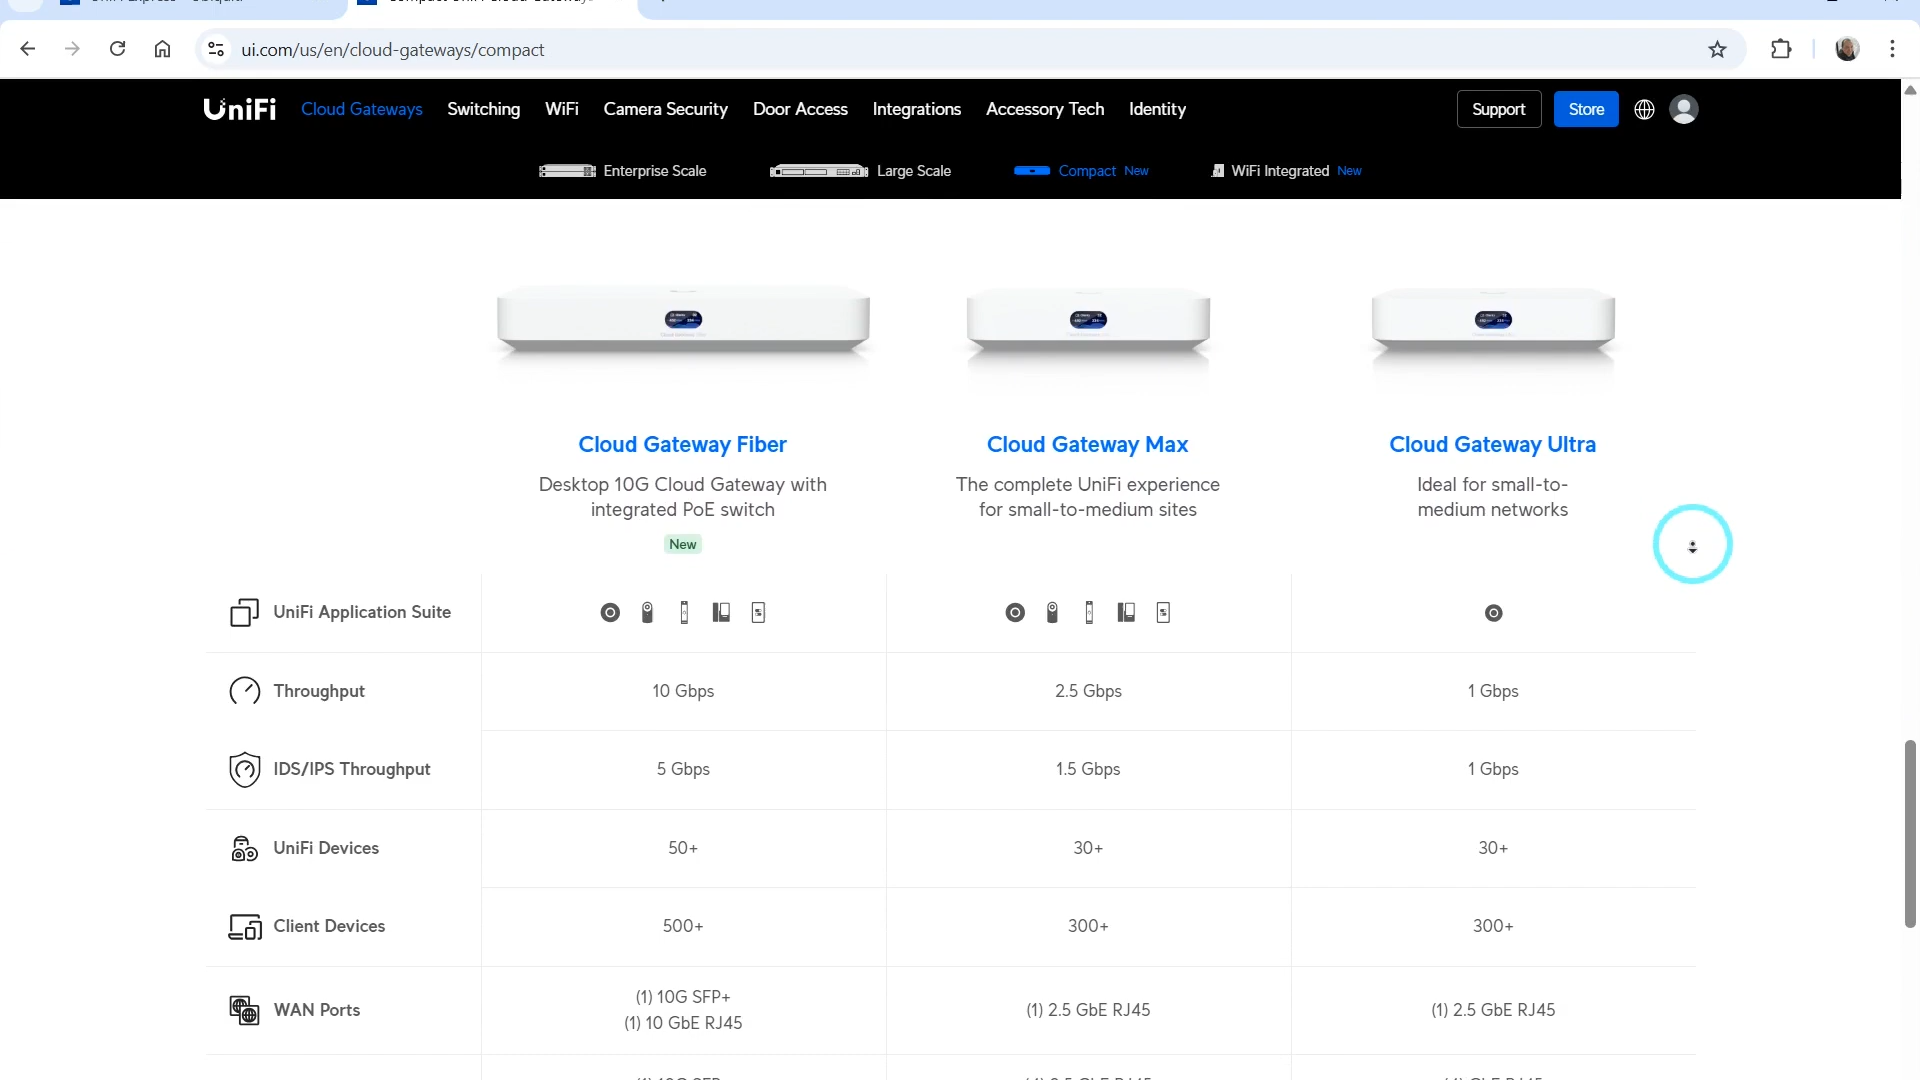 ui.com/us/en/cloud-gateways/compact
UniFi Cloud Gateways Switching WiFi Camera Security Door Access Integrations Accessory Tech Identity Support Store
Enterprise Scale Large Scale Compact New WiFi Integrated New
Cloud Gateway Fiber Cloud Gateway Max Cloud Gateway Ultra
Desktop 10G Cloud Gateway with The complete UniFi experience Ideal for small-to-
integrated PoE switch for small-to-medium sites medium networks
New
UniFi Application Suite
Throughput 10 Gbps 2.5 Gbps 1 Gbps
IDS/IPS Throughput 5 Gbps 1.5 Gbps 1 Gbps
UniFi Devices 50+ 30+ 30+
Client Devices 500+ 300+ 300+
(1) 10G SFP+
WAN Ports (1) 2.5 GbE RJ45 (1) 2.5 GbE RJ45
(1) 10 GbE RJ45